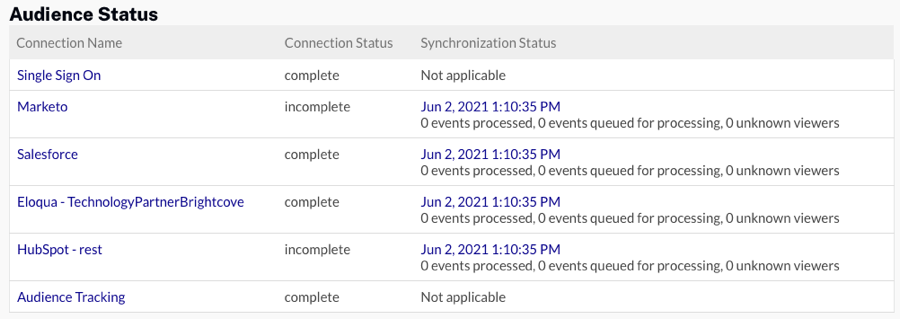 Audience Status
Connection Name Connection Status Synchronization Status
Single Sign On complete Not applicable
Marketo incomplete Jun 2, 2021 1:10:35 PM
0 events processed, 0 events queued for processing, 0 unknown viewers
Salesforce complete Jun 2, 2021 1:10:35 PM
0 events processed, 0 events queued for processing, 0 unknown viewers
Eloqua - TechnologyPartnerBrightcove complete Jun 2, 2021 1:10:35 PM
0 events processed, 0 events queued for processing, 0 unknown viewers
HubSpot - rest incomplete Jun 2, 2021 1:10:35 PM
0 events processed, 0 events queued for processing, 0 unknown viewers
Audience Tracking complete Not applicable